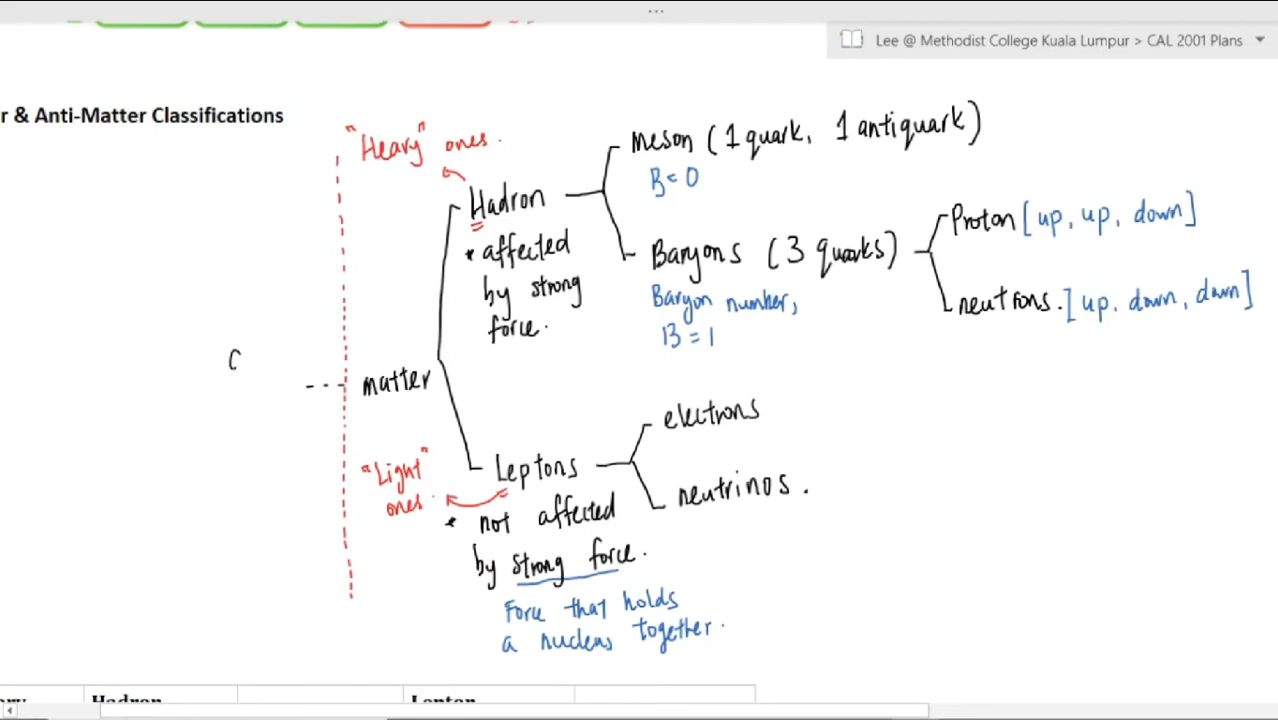 Lee @ Methodist College Kuala Lumpur > CAL 2001 Plans
r & Anti-Matter Classifications
"Heavy" ones.
Meson (1 quark, 1 antiquark)
B = 0
Hadron
* affected
by strong
force.
Baryons (3 quarks)
Baryon number,
B = 1
Proton [up, up, down]
neutrons. [up, down, down]
C
--- matter
electrons
"Light"
ones.
Leptons
neutrinos.
* not affected
by strong force.
Force that holds
a nucleus together.
ory Hadron Lepton